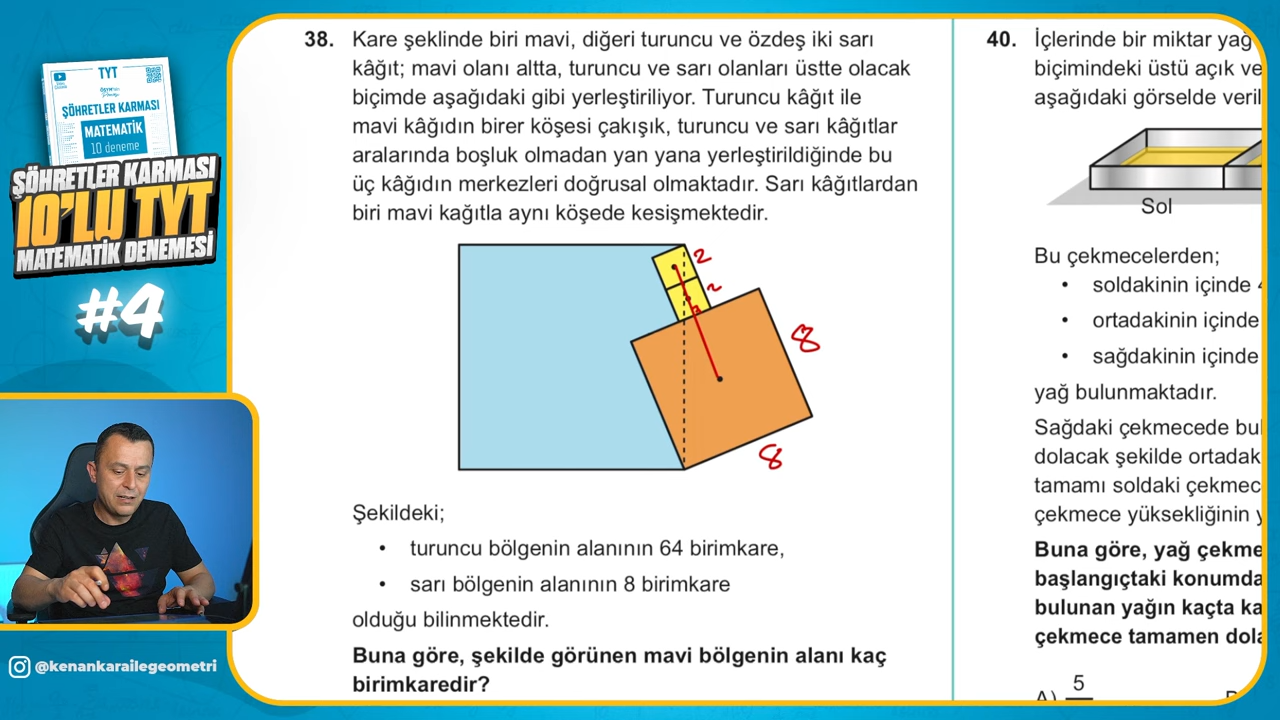 TYT
ŞÖHRETLER KARMASI
MATEMATİK
10 deneme
ŞÖHRETLER KARMASI
10'LU TYT
MATEMATİK DENEMESİ
#4
@kenankarailegeometri
38. Kare şeklinde biri mavi, diğeri turuncu ve özdeş iki sarı
kâğıt; mavi olanı altta, turuncu ve sarı olanları üstte olacak
biçimde aşağıdaki gibi yerleştiriliyor. Turuncu kâğıt ile
mavi kâğıdın birer köşesi çakışık, turuncu ve sarı kâğıtlar
aralarında boşluk olmadan yan yana yerleştirildiğinde bu
üç kâğıdın merkezleri doğrusal olmaktadır. Sarı kâğıtlardan
biri mavi kağıtla aynı köşede kesişmektedir.
2
2
8
8
Şekildeki;
• turuncu bölgenin alanının 64 birimkare,
• sarı bölgenin alanının 8 birimkare
olduğu bilinmektedir.
Buna göre, şekilde görünen mavi bölgenin alanı kaç
birimkaredir?
40. İçlerinde bir miktar yağ
biçimindeki üstü açık ve
aşağıdaki görselde veril
Sol
Bu çekmecelerden;
• soldakinin içinde
• ortadakinin içinde
• sağdakinin içinde
yağ bulunmaktadır.
Sağdaki çekmecede bul
dolacak şekilde ortadak
tamamı soldaki çekmec
çekmece yüksekliğinin y
Buna göre, yağ çekme
başlangıçtaki konumda
bulunan yağın kaçta ka
çekmece tamamen dola
A) 5